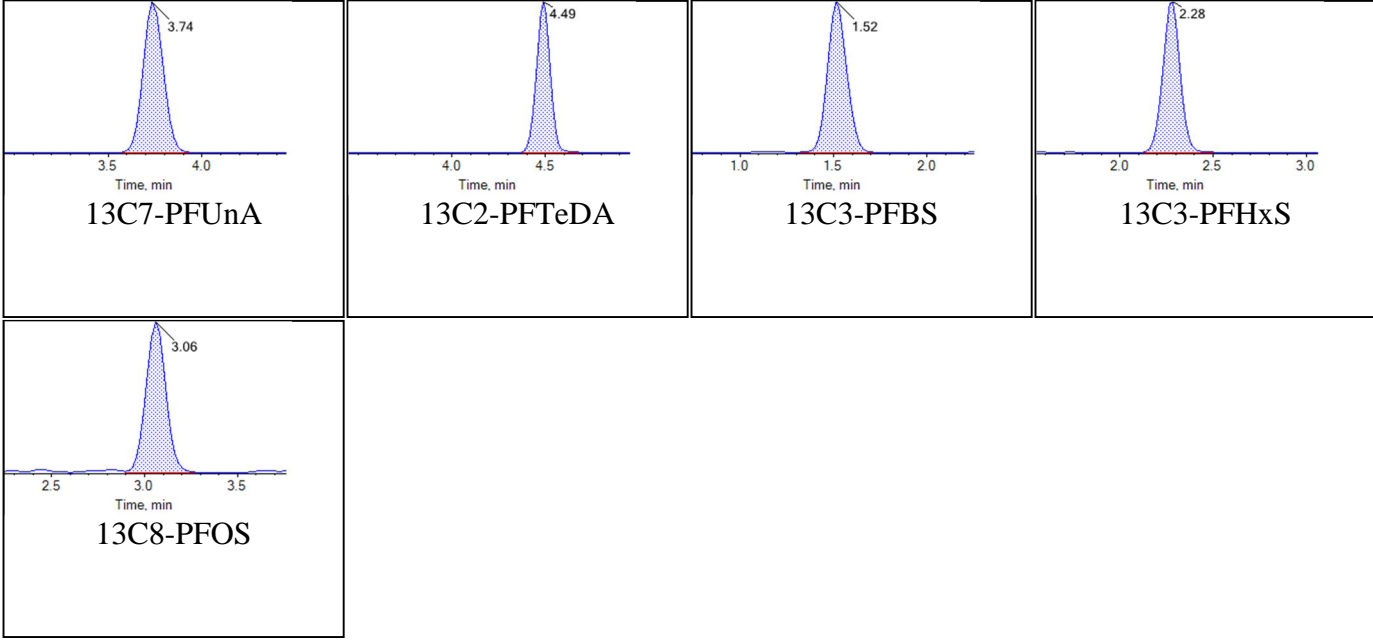 3.74
3.5 4.0
Time, min
13C7-PFUnA
4.49
4.0 4.5
Time, min
13C2-PFTeDA
1.52
1.0 1.5 2.0
Time, min
13C3-PFBS
2.28
2.0 2.5 3.0
Time, min
13C3-PFHxS
3.06
2.5 3.0 3.5
Time, min
13C8-PFOS